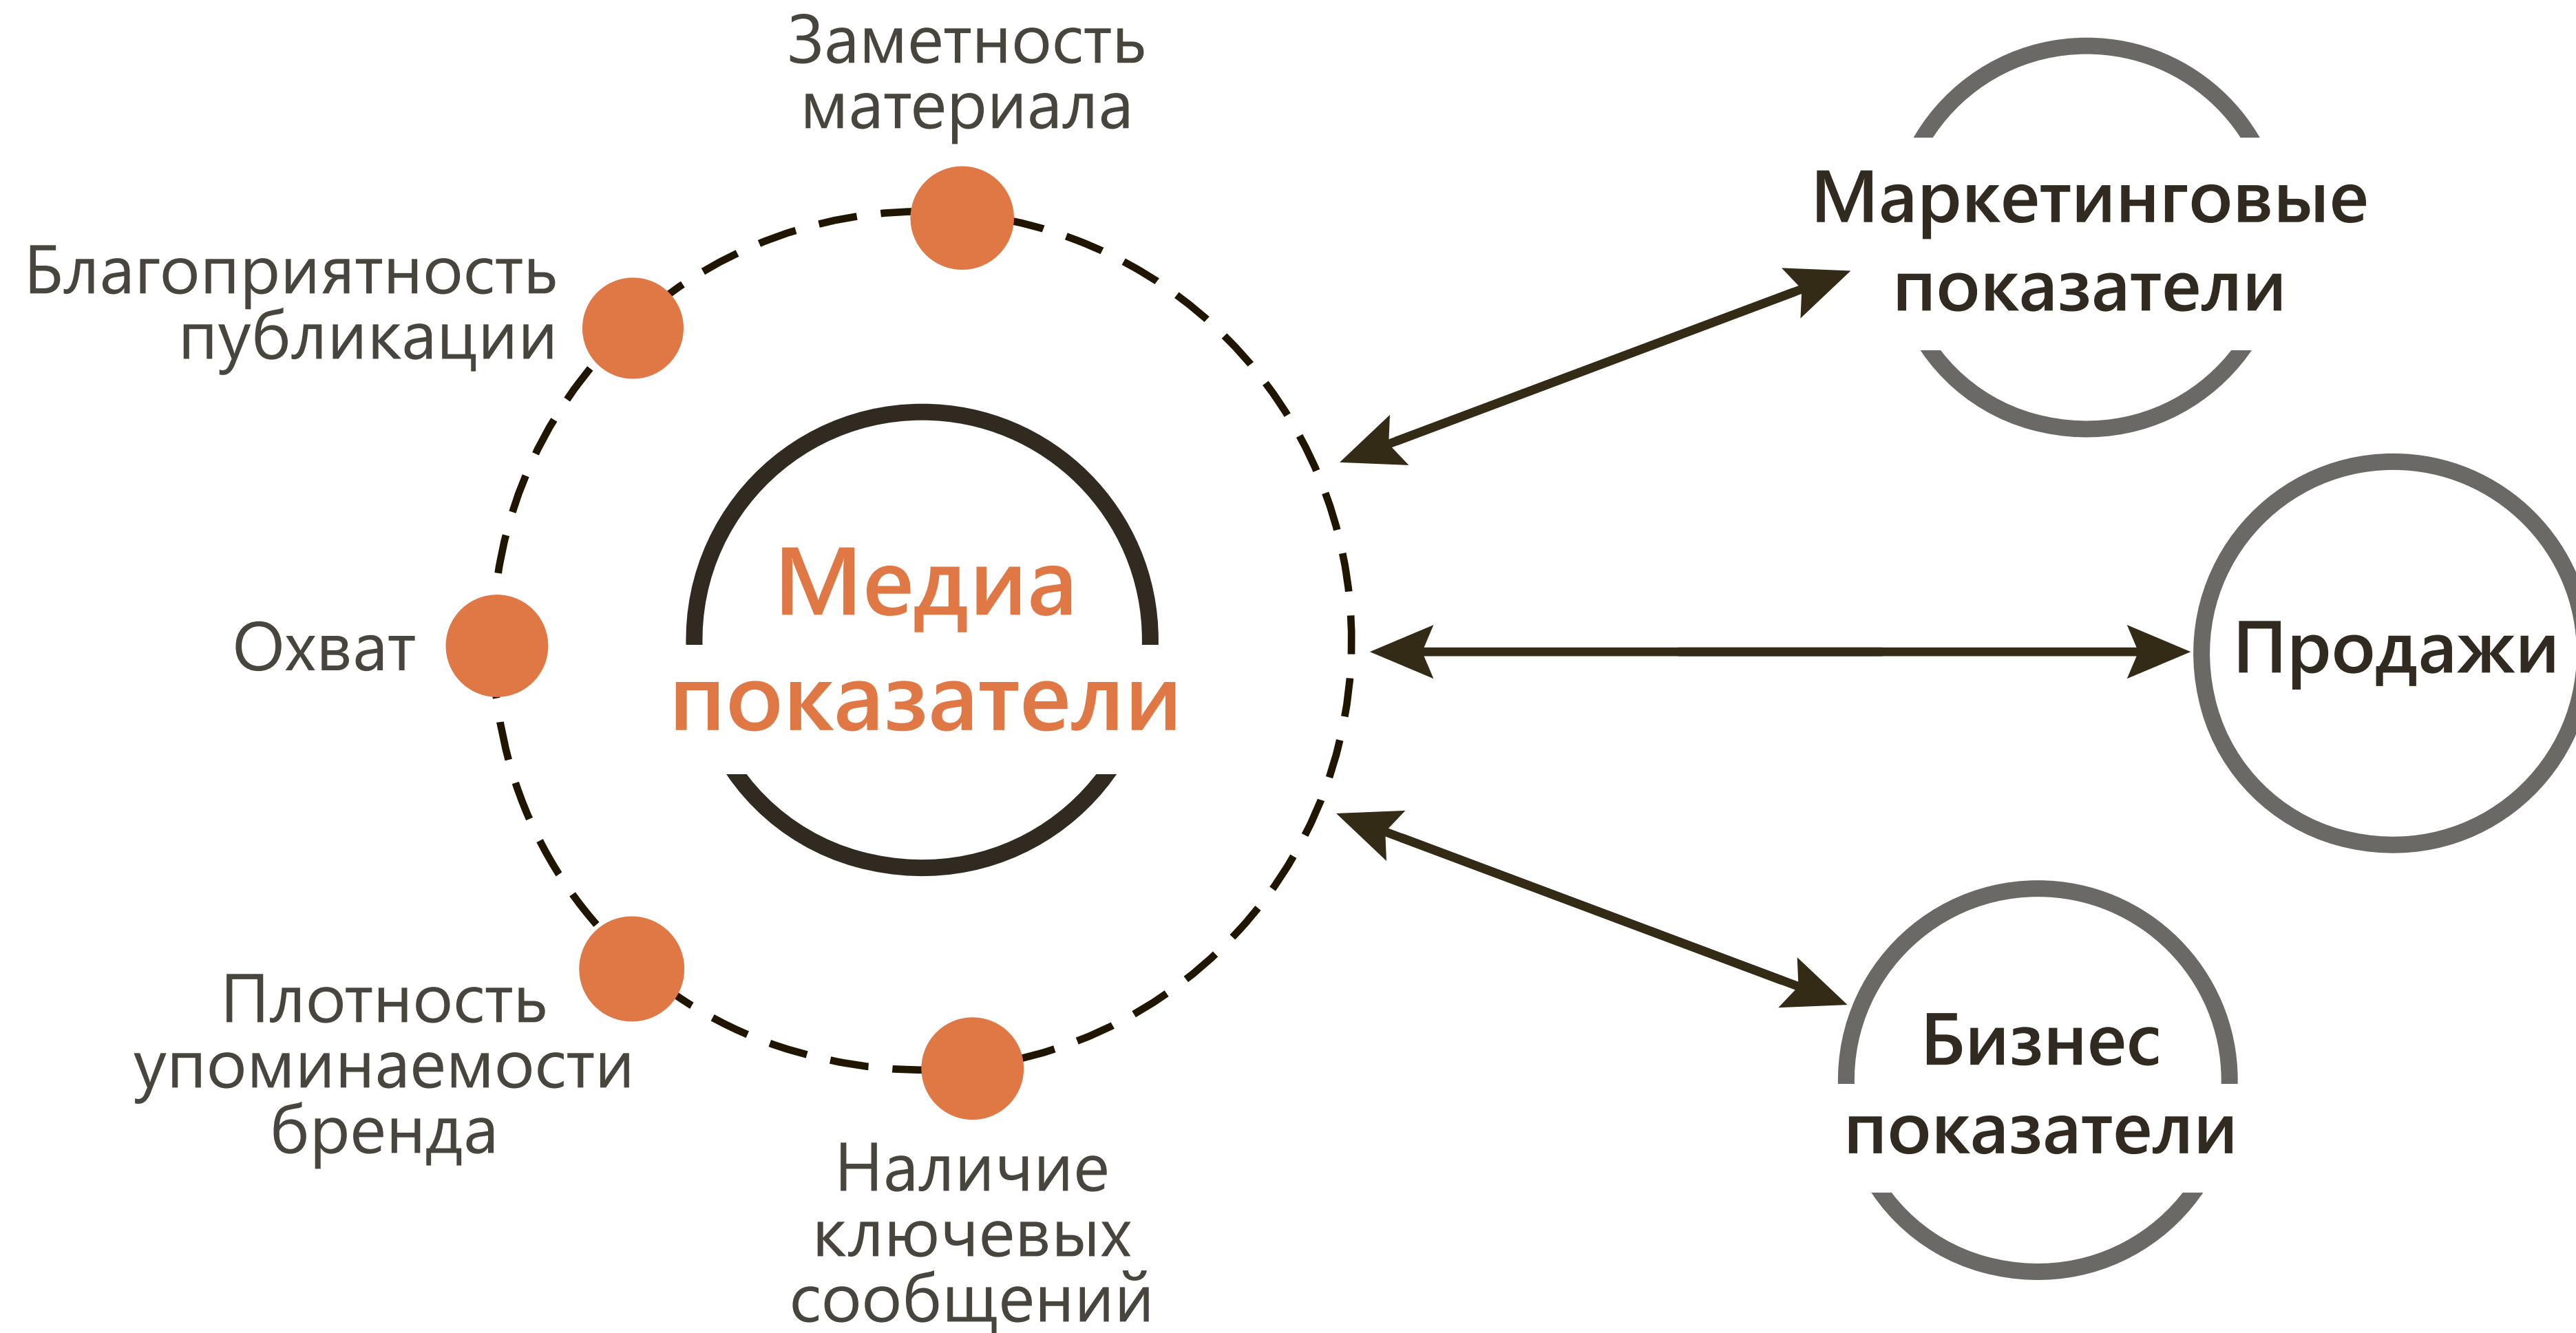 Заметность
материала
Благоприятность
публикации
Охват
Плотность
упоминаемости
бренда
Наличие
ключевых
сообщений
Медиа
показатели
Маркетинговые
показатели
Продажи
Бизнес
показатели